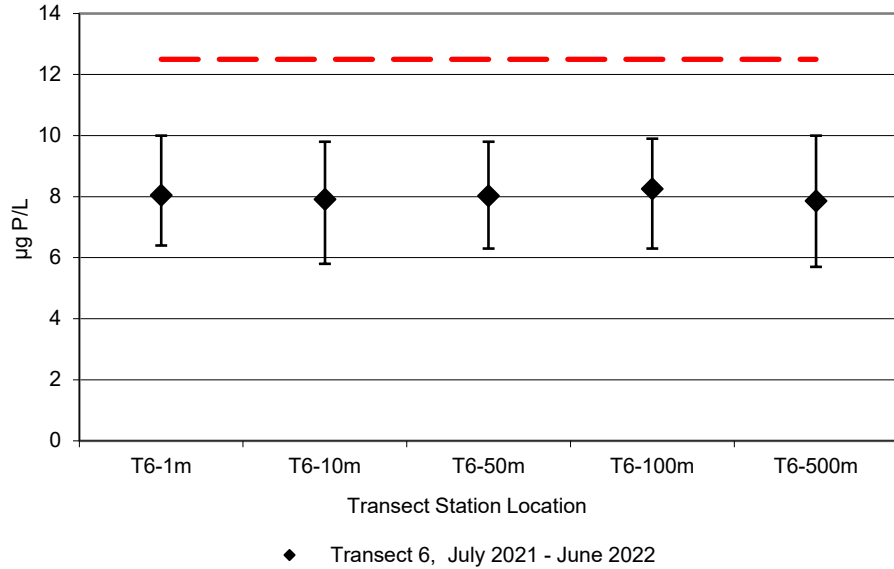 14
12
10
8
6
4
2
0
µg P/L
T6-1m T6-10m T6-50m T6-100m T6-500m
Transect Station Location
Transect 6, July 2021 - June 2022